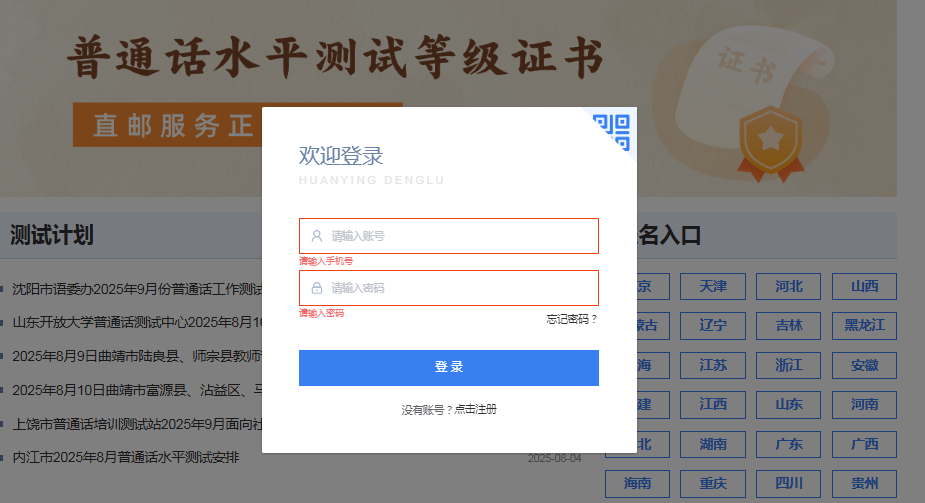 普通话水平测试等级证书
证书
直邮服务正
欢迎登录
HUANYING DENGLU
请输入账号
请输入手机号
请输入密码
请输入密码
忘记密码？
登 录
没有账号？点击注册
测试计划
沈阳市语委办2025年9月份普通话工作测试
山东开放大学普通话测试中心2025年8月1
2025年8月9日曲靖市陆良县、师宗县教师
2025年8月10日曲靖市富源县、沾益区、马
上饶市普通话培训测试站2025年9月面向社
内江市2025年8月普通话水平测试安排
2025-08-04
名入口
京 天津 河北 山西
蒙古 辽宁 吉林 黑龙江
海 江苏 浙江 安徽
建 江西 山东 河南
北 湖南 广东 广西
海南 重庆 四川 贵州